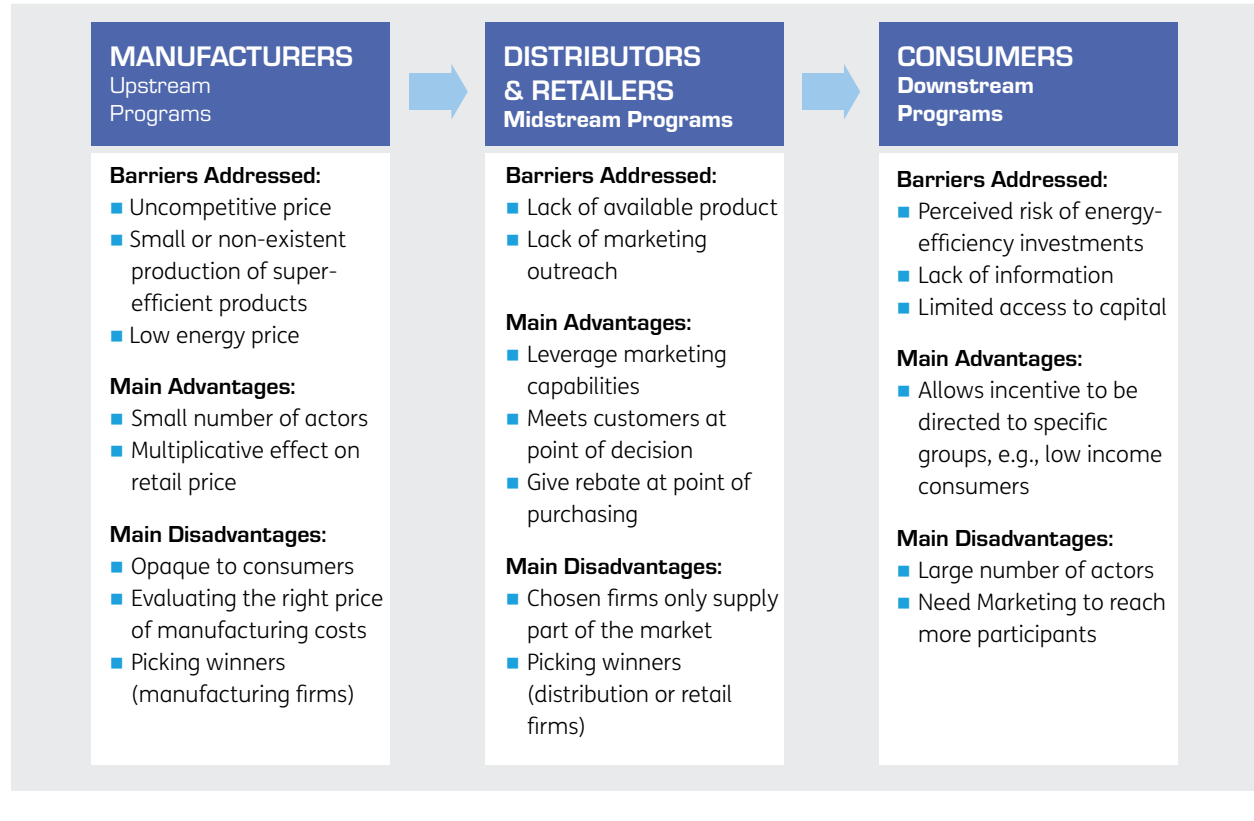 MANUFACTURERS
Upstream
Programs
Barriers Addressed:
Uncompetitive price
Small or non-existent
production of super-
efficient products
Low energy price
Main Advantages:
Small number of actors
Multiplicative effect on
retail price
Main Disadvantages:
Opaque to consumers
Evaluating the right price
of manufacturing costs
Picking winners
(manufacturing firms)
DISTRIBUTORS
& RETAILERS
Midstream Programs
Barriers Addressed:
Lack of available product
Lack of marketing
outreach
Main Advantages:
Leverage marketing
capabilities
Meets customers at
point of decision
Give rebate at point of
purchasing
Main Disadvantages:
Chosen firms only supply
part of the market
Picking winners
(distribution or retail
firms)
CONSUMERS
Downstream
Programs
Barriers Addressed:
Perceived risk of energy-
efficiency investments
Lack of information
Limited access to capital
Main Advantages:
Allows incentive to be
directed to specific
groups, e.g., low income
consumers
Main Disadvantages:
Large number of actors
Need Marketing to reach
more participants